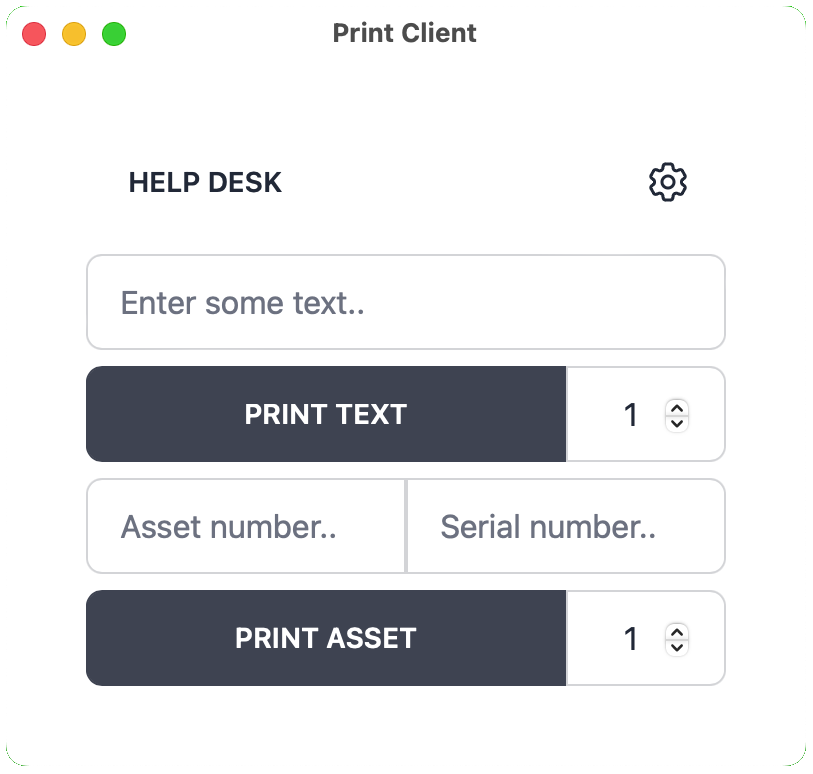 Print Client
HELP DESK
Enter some text..
PRINT TEXT 1
Asset number.. Serial number..
PRINT ASSET 1